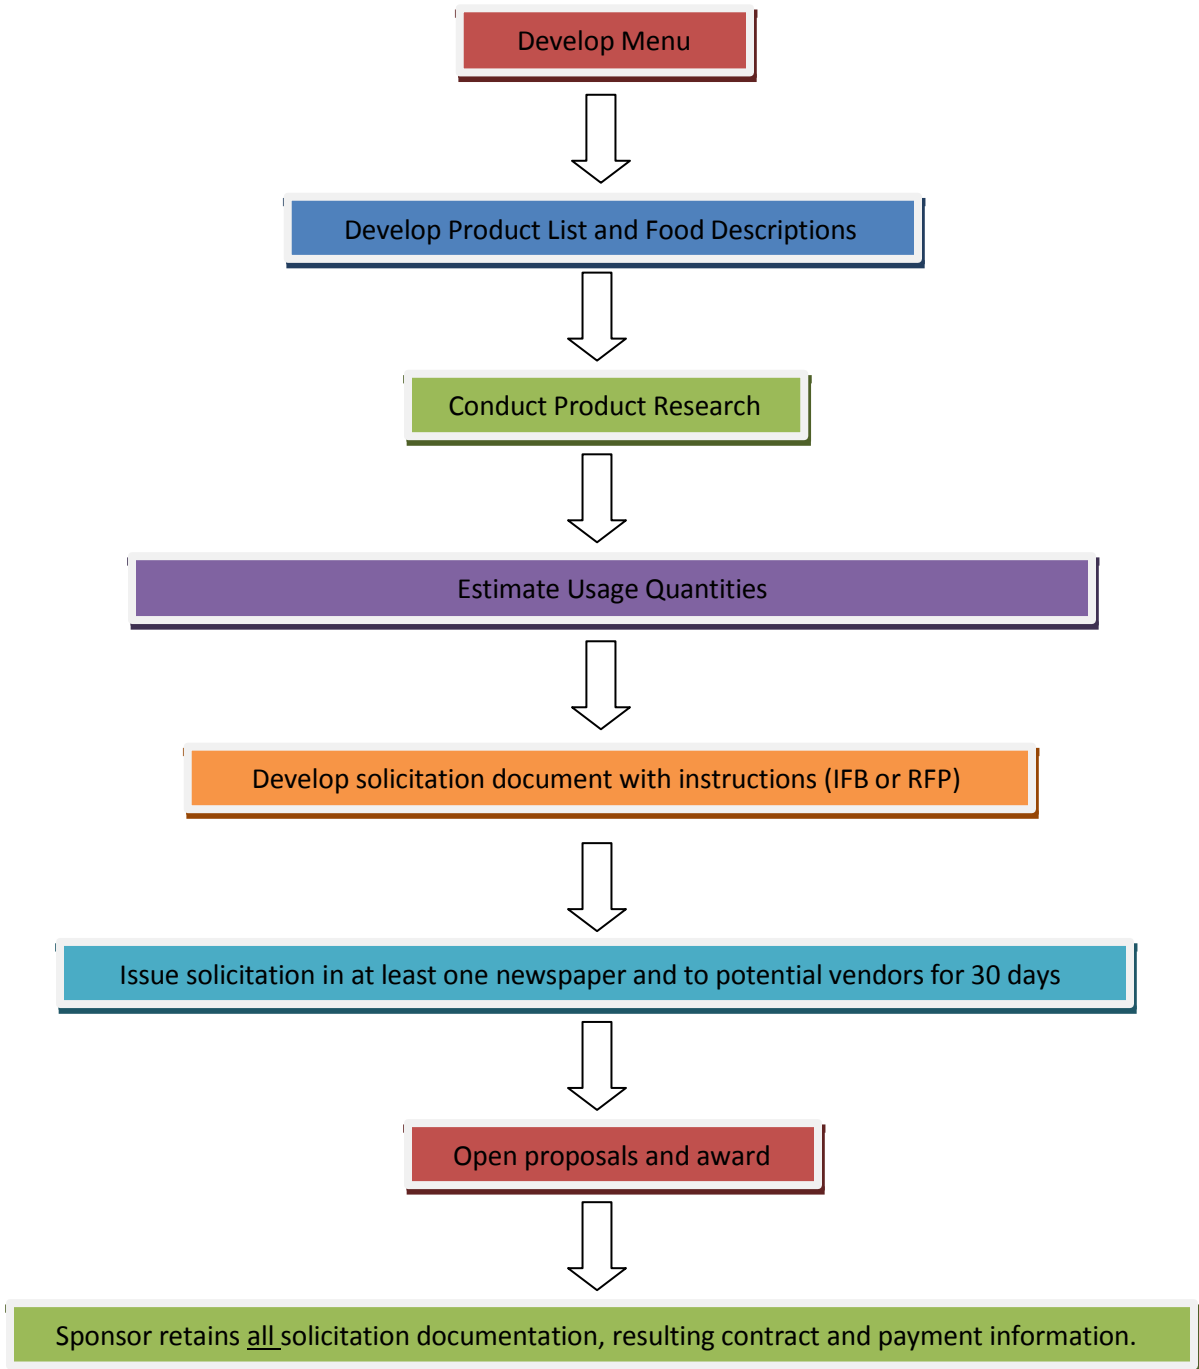 Develop Menu
Develop Product List and Food Descriptions
Conduct Product Research
Estimate Usage Quantities
Develop solicitation document with instructions (IFB or RFP)
Issue solicitation in at least one newspaper and to potential vendors for 30 days
Open proposals and award
Sponsor retains all solicitation documentation, resulting contract and payment information.